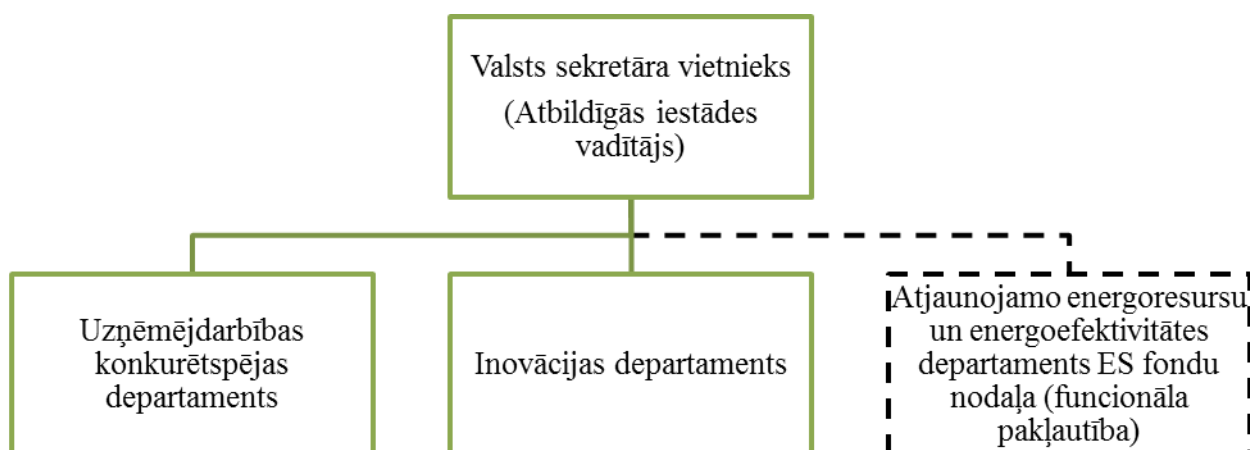 Valsts sekretāra vietnieks
(Atbildīgās iestādes
vadītājs)
Uzņēmējdarbības
konkurētspējas
departaments
Inovācijas departaments
Atjaunojamo energoresursu
un energoefektivitātes
departaments ES fondu
nodaļa (funcionāla
pakļautība)